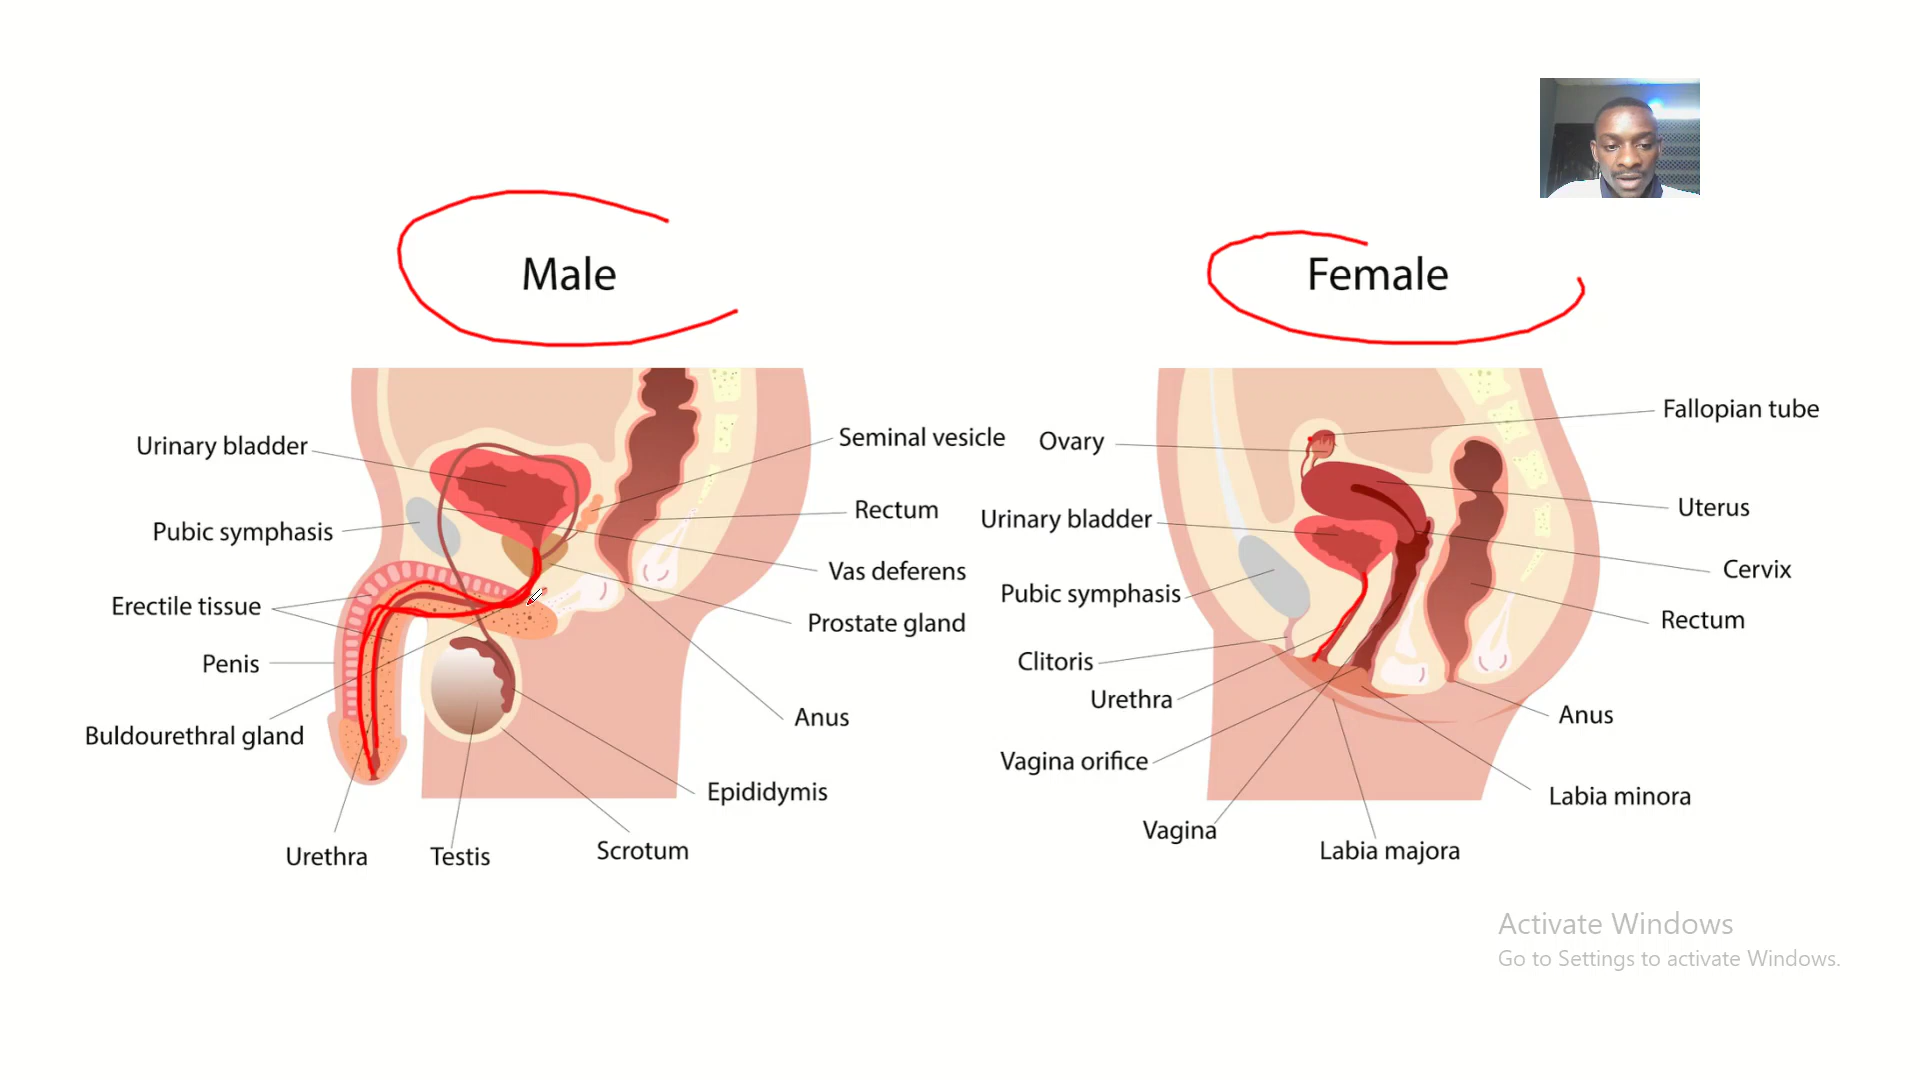 Male
Female
Urinary bladder
Pubic symphasis
Erectile tissue
Penis
Buldourethral gland
Urethra
Testis
Scrotum
Epididymis
Anus
Prostate gland
Vas deferens
Rectum
Seminal vesicle
Ovary
Urinary bladder
Pubic symphasis
Clitoris
Urethra
Vagina orifice
Vagina
Labia majora
Labia minora
Anus
Rectum
Cervix
Uterus
Fallopian tube
Activate Windows
Go to Settings to activate Windows.